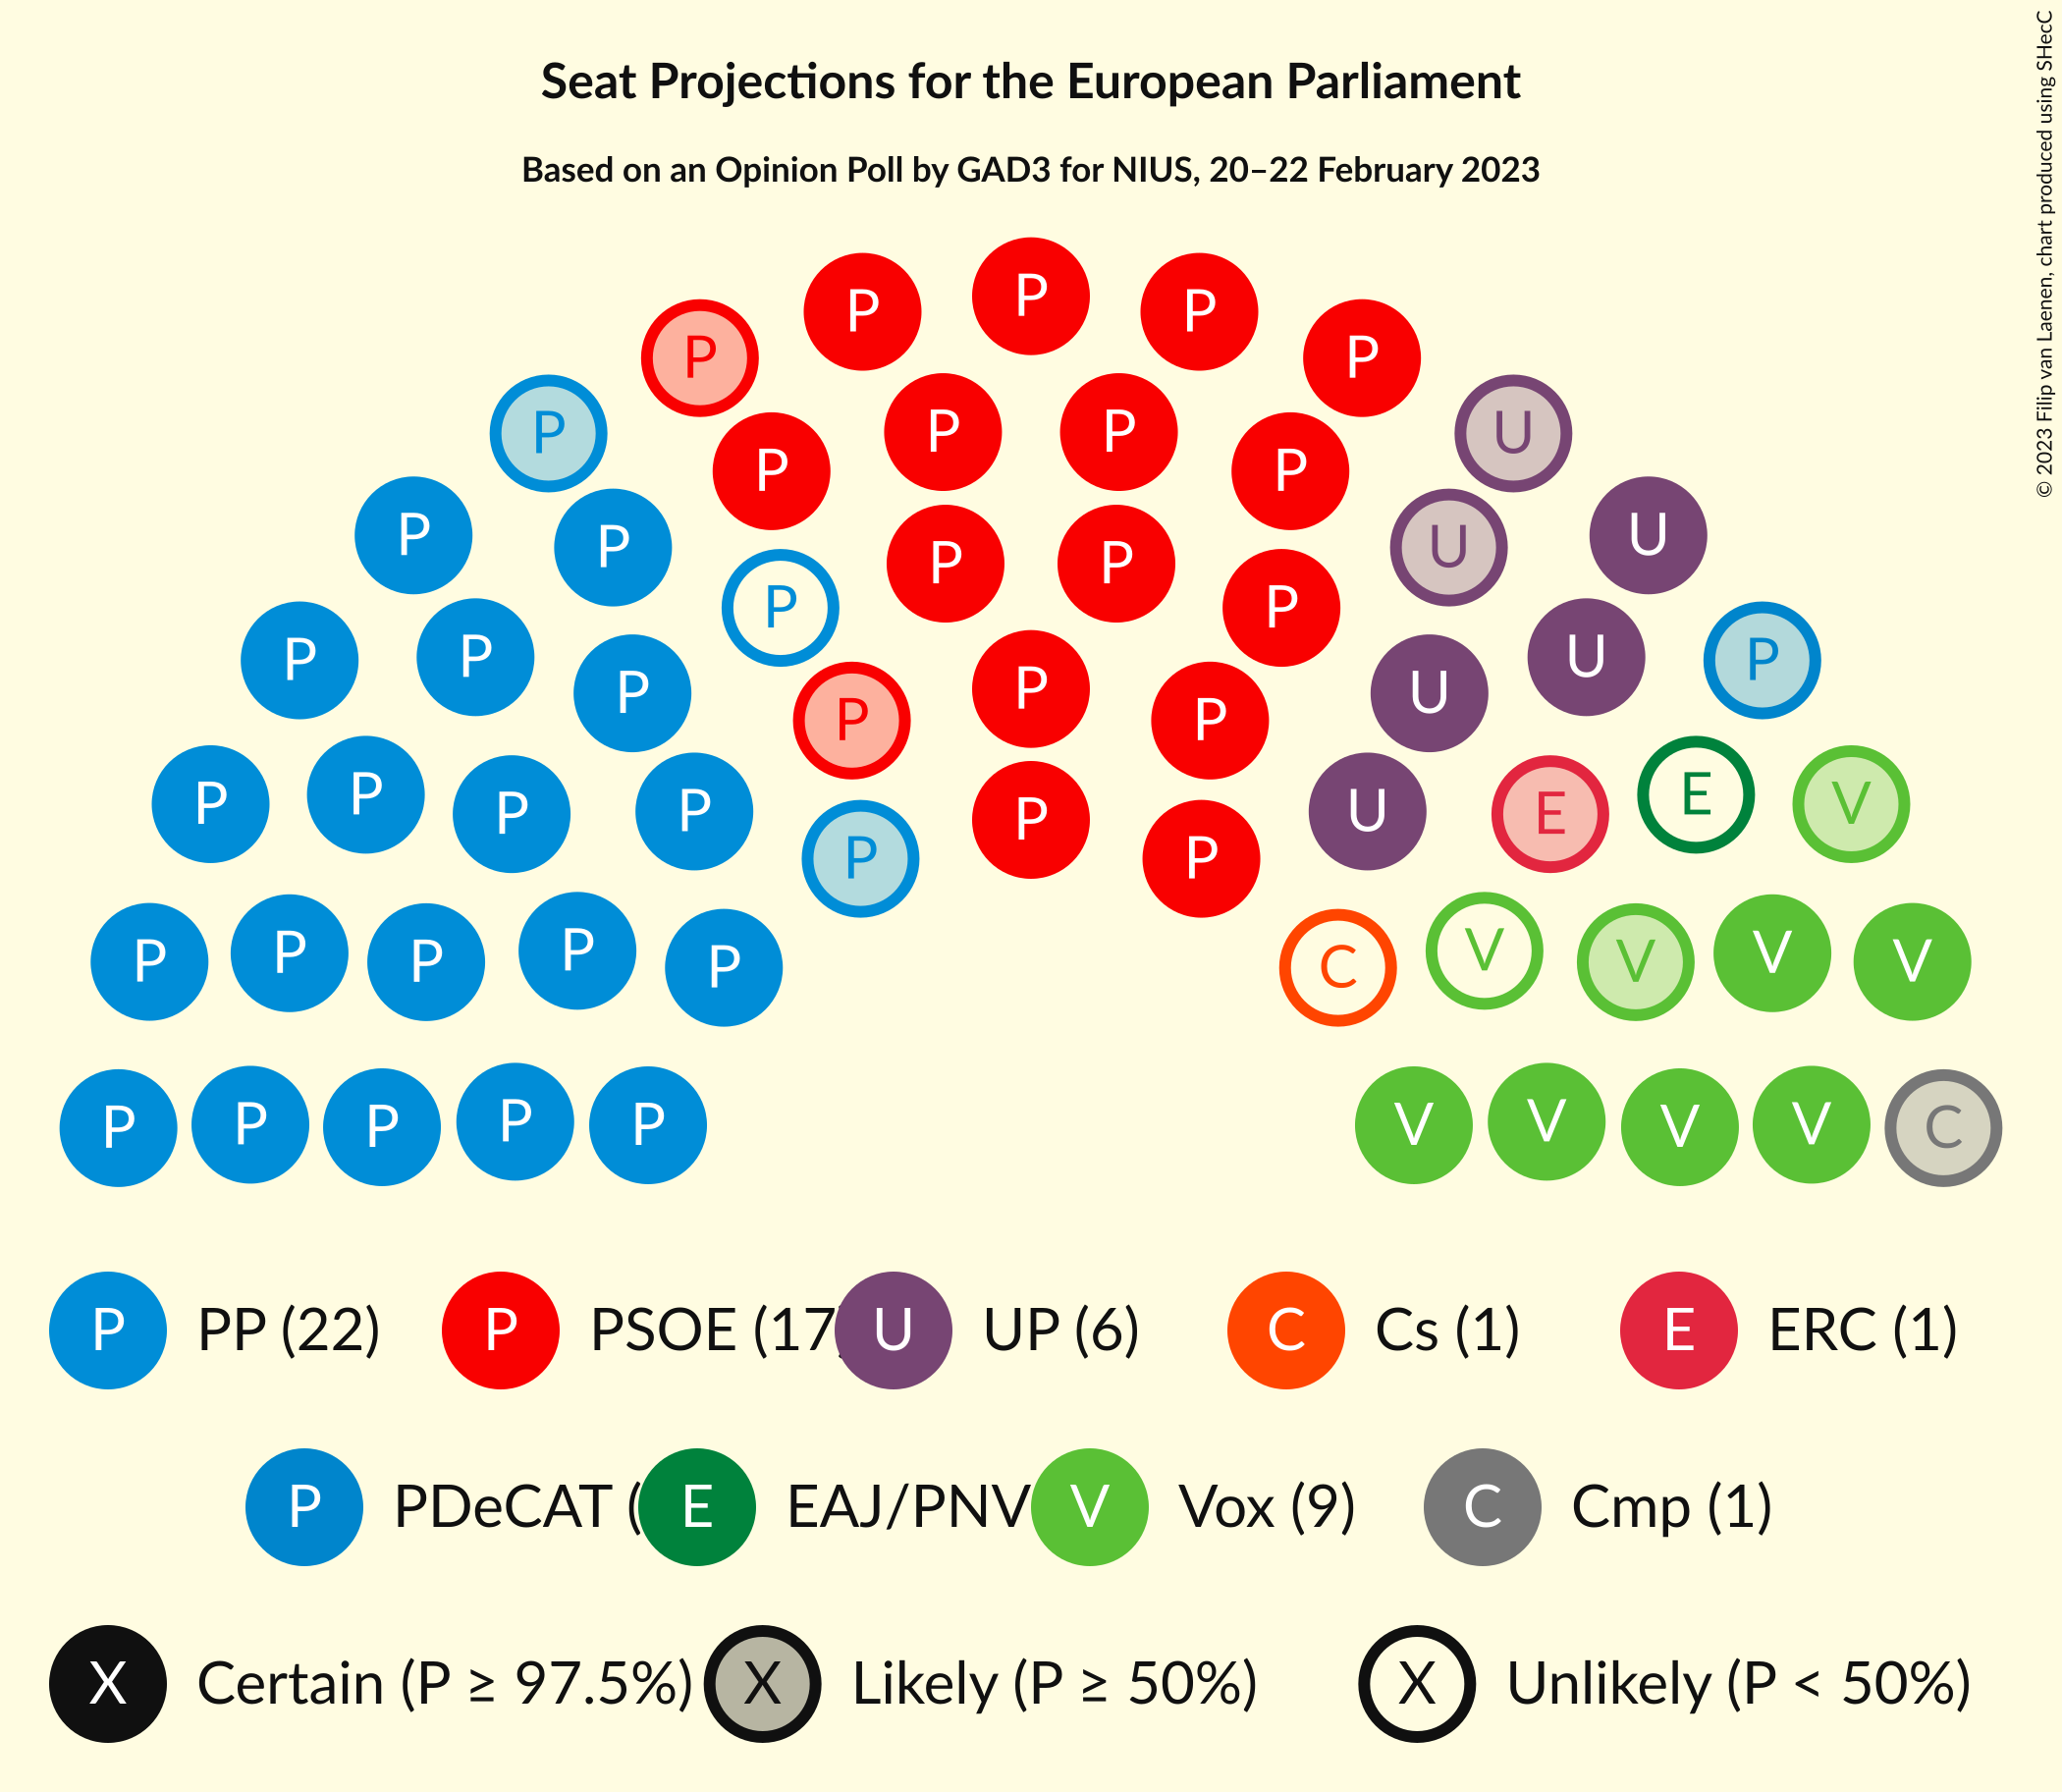 Seat Projections for the European Parliament
Based on an Opinion Poll by GAD3 for NIUS, 20–22 February 2023
© 2023 Filip van Laenen, chart produced using SHecC
P
P P
P P
P P P U
P P
P P U U
P P
P P
P P U P
P P U
P P
P P P P P U E E V
P P
P P P P P C V V V V
P P P P P V V V V C
P PP (22) P PSOE (17 U UP (6) C Cs (1) E ERC (1)
P PDeCAT ( E EAJ/PNV V Vox (9) C Cmp (1)
X Certain (P ≥ 97.5%) X Likely (P ≥ 50%) X Unlikely (P < 50%)